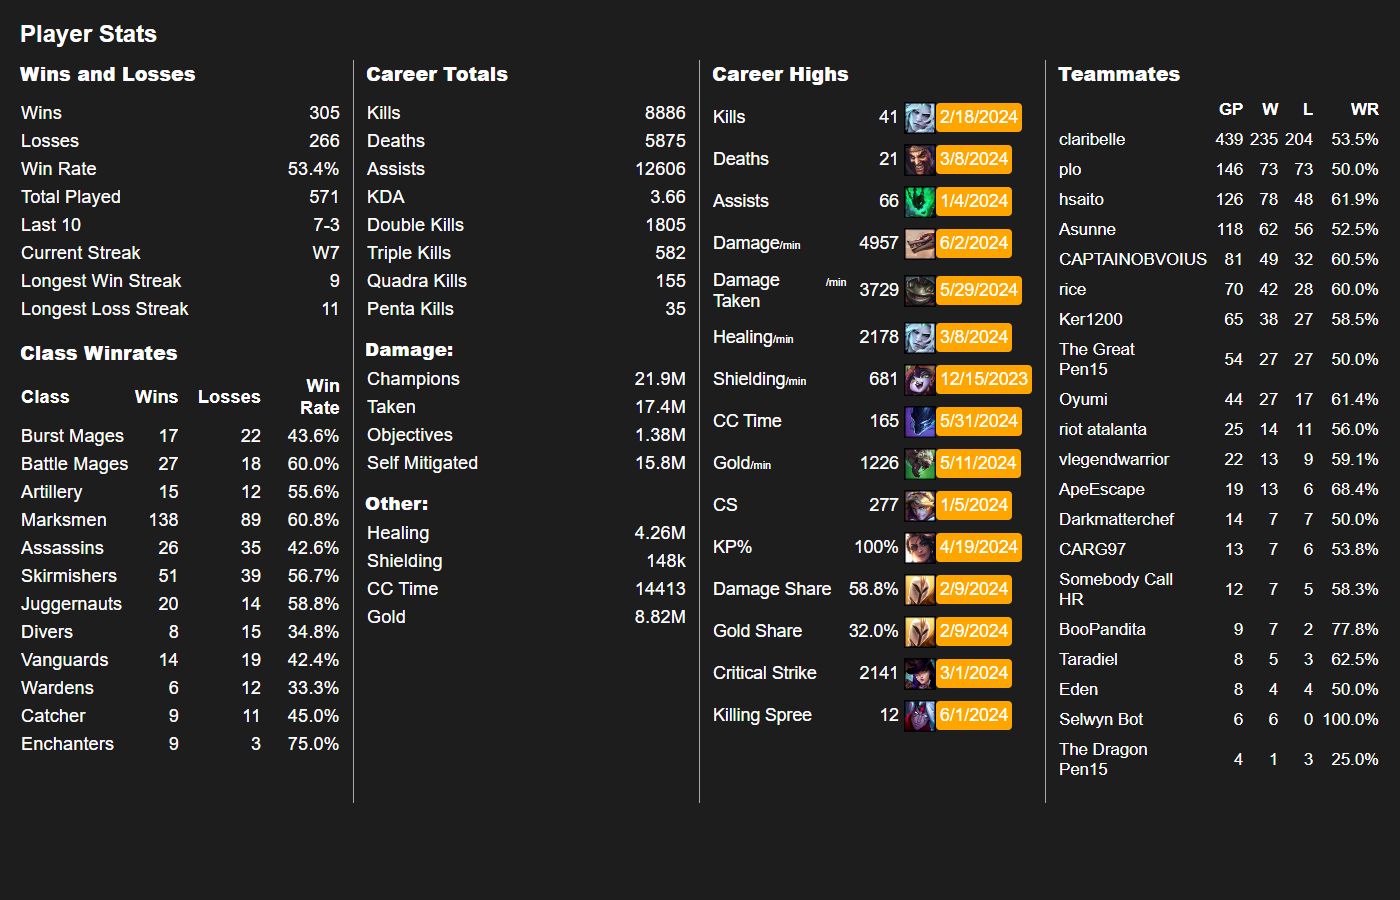 Player Stats
Wins and Losses
Wins 305
Losses 266
Win Rate 53.4%
Total Played 571
Last 10 7-3
Current Streak W7
Longest Win Streak 9
Longest Loss Streak 11
Class Winrates
Class Wins Losses Win Rate
Burst Mages 17 22 43.6%
Battle Mages 27 18 60.0%
Artillery 15 12 55.6%
Marksmen 138 89 60.8%
Assassins 26 35 42.6%
Skirmishers 51 39 56.7%
Juggernauts 20 14 58.8%
Divers 8 15 34.8%
Vanguards 14 19 42.4%
Wardens 6 12 33.3%
Catcher 9 11 45.0%
Enchanters 9 3 75.0%
Career Totals
Kills 8886
Deaths 5875
Assists 12606
KDA 3.66
Double Kills 1805
Triple Kills 582
Quadra Kills 155
Penta Kills 35
Damage:
Champions 21.9M
Taken 17.4M
Objectives 1.38M
Self Mitigated 15.8M
Other:
Healing 4.26M
Shielding 148k
CC Time 14413
Gold 8.82M
Career Highs
Kills 41 2/18/2024
Deaths 21 3/8/2024
Assists 66 1/4/2024
Damage/min 4957 6/2/2024
Damage Taken /min 3729 5/29/2024
Healing/min 2178 3/8/2024
Shielding/min 681 12/15/2023
CC Time 165 5/31/2024
Gold/min 1226 5/11/2024
CS 277 1/5/2024
KP% 100% 4/19/2024
Damage Share 58.8% 2/9/2024
Gold Share 32.0% 2/9/2024
Critical Strike 2141 3/1/2024
Killing Spree 12 6/1/2024
Teammates
GP W L WR
claribelle 439 235 204 53.5%
plo 146 73 73 50.0%
hsaito 126 78 48 61.9%
Asunne 118 62 56 52.5%
CAPTAINOBVOIUS 81 49 32 60.5%
rice 70 42 28 60.0%
Ker1200 65 38 27 58.5%
The Great Pen15 54 27 27 50.0%
Oyumi 44 27 17 61.4%
riot atalanta 25 14 11 56.0%
vlegendwarrior 22 13 9 59.1%
ApeEscape 19 13 6 68.4%
Darkmatterchef 14 7 7 50.0%
CARG97 13 7 6 53.8%
Somebody Call HR 12 7 5 58.3%
BooPandita 9 7 2 77.8%
Taradiel 8 5 3 62.5%
Eden 8 4 4 50.0%
Selwyn Bot 6 6 0 100.0%
The Dragon Pen15 4 1 3 25.0%